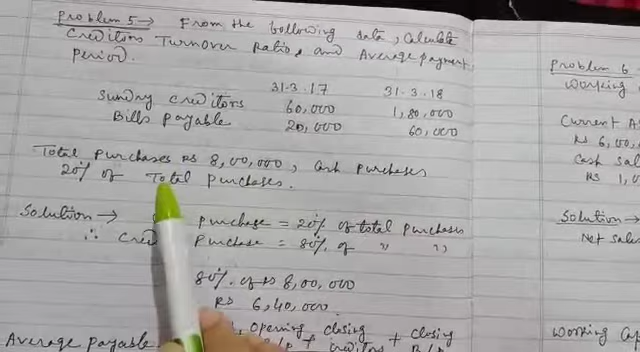 Problem 5→ From the following data, Calculate
Creditors Turnover Ratio, and Average payment
Period.
31.3.17 31.3.18
Sundry creditors 60,000 1,80,000
Bills Payable 20,000 60,000
Total Purchases Rs 8,00,000, Cash Purchases
20% of Total Purchases.
Solution → purchase = 20% of total purchases
∴ Cred Purchase = 80% of " "
80% of Rs 8,00,000
Rs 6,40,000.
Average payable opening closing + closing
B/P + creditors B/P
Problem 6
Working
Current A
Rs 6,00,
Cash sal
Rs 1,0
Solution→
Net sale
Working Cap